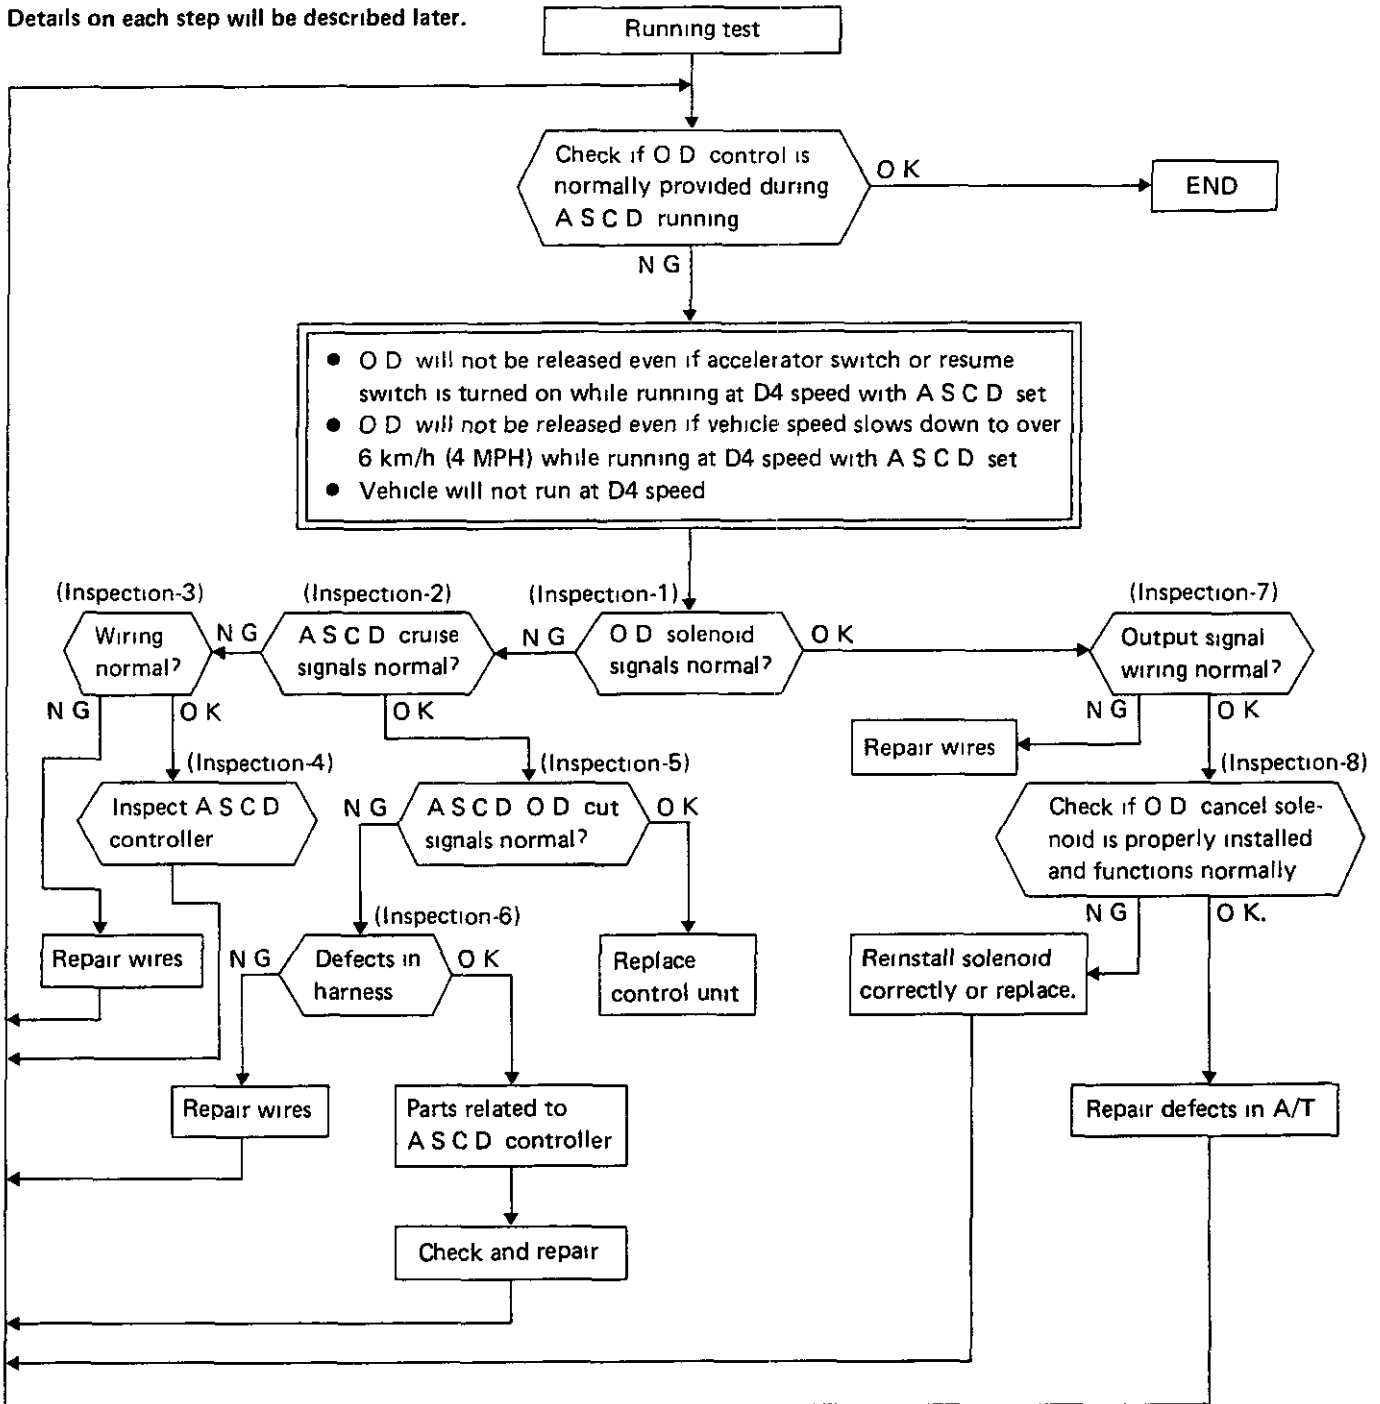 Details on each step will be described later.
Running test
Check if O D control is
normally provided during
A S C D running
O K
END
N G
● O D will not be released even if accelerator switch or resume
switch is turned on while running at D4 speed with A S C D set
● O D will not be released even if vehicle speed slows down to over
6 km/h (4 MPH) while running at D4 speed with A S C D set
● Vehicle will not run at D4 speed
(Inspection-3)
(Inspection-2)
(Inspection-1)
(Inspection-7)
Wiring
normal?
N G
A S C D cruise
signals normal?
N G
O D solenoid
signals normal?
O K
Output signal
wiring normal?
N G
O K
O K
N G
O K
Repair wires
(Inspection-4)
(Inspection-5)
(Inspection-8)
Inspect A S C D
controller
N G
A S C D O D cut
signals normal?
O K
Check if O D cancel sole-
noid is properly installed
and functions normally
N G
O K.
(Inspection-6)
Repair wires
N G
Defects in
harness
O K
Replace
control unit
Reinstall solenoid
correctly or replace.
Repair wires
Parts related to
A S C D controller
Repair defects in A/T
Check and repair